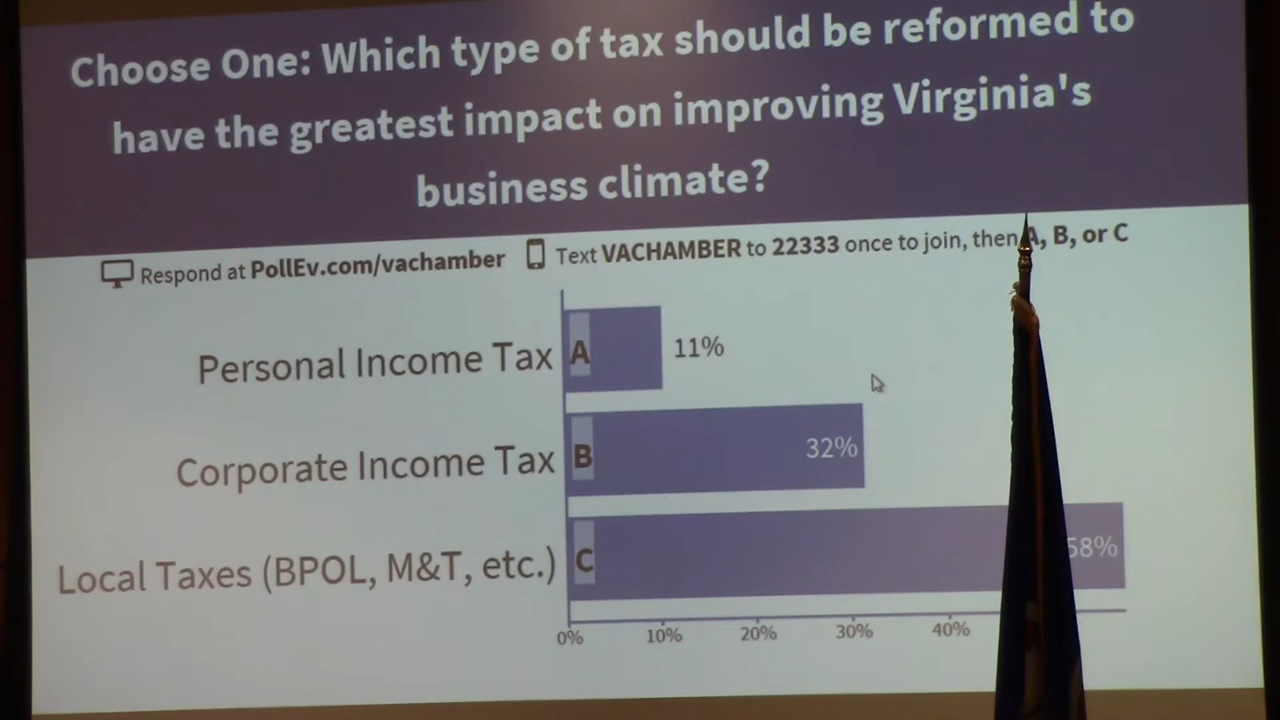 Choose One: Which type of tax should be reformed to
have the greatest impact on improving Virginia's
business climate?
Respond at PollEv.com/vachamber Text VACHAMBER to 22333 once to join, then A, B, or C
Personal Income Tax A 11%
Corporate Income Tax B 32%
Local Taxes (BPOL, M&T, etc.) C 58%
0% 10% 20% 30% 40%